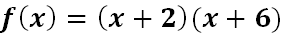 f(x) = (x + 2)(x + 6)